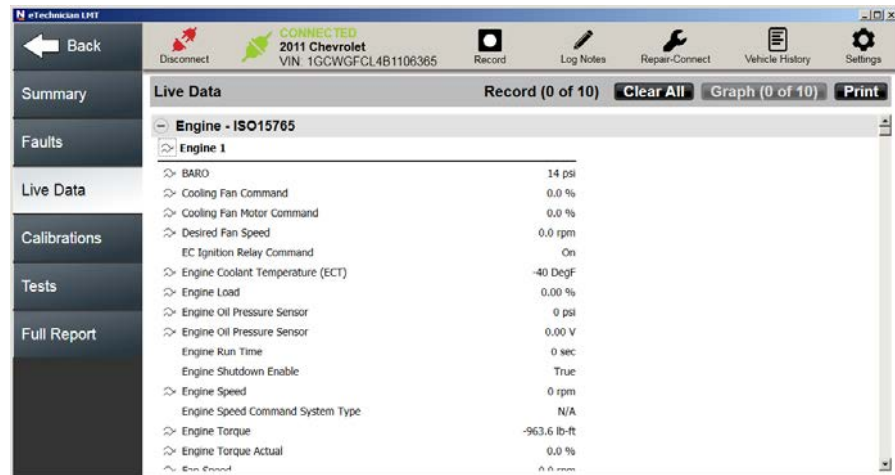 eTechnician LMT
Back
Disconnect
CONNECTED
2011 Chevrolet
VIN: 1GCWGFCL4B1106365
Record
Log Notes
Repair-Connect
Vehicle History
Settings
Summary
Faults
Live Data
Calibrations
Tests
Full Report
Live Data Record (0 of 10) Clear All Graph (0 of 10) Print
Engine - ISO15765
Engine 1
BARO 14 psi
Cooling Fan Command 0.0 %
Cooling Fan Motor Command 0.0 %
Desired Fan Speed 0.0 rpm
EC Ignition Relay Command On
Engine Coolant Temperature (ECT) -40 DegF
Engine Load 0.00 %
Engine Oil Pressure Sensor 0 psi
Engine Oil Pressure Sensor 0.00 V
Engine Run Time 0 sec
Engine Shutdown Enable True
Engine Speed 0 rpm
Engine Speed Command System Type N/A
Engine Torque -963.6 lb-ft
Engine Torque Actual 0.0 %
Fan Speed 0.0 rpm